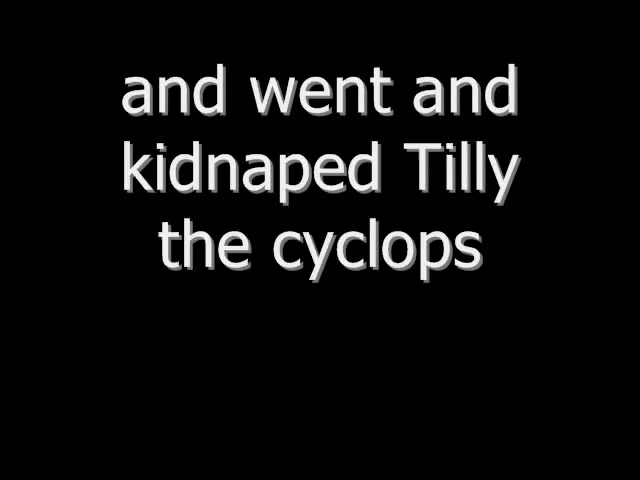 and went and
kidnaped Tilly
the cyclops